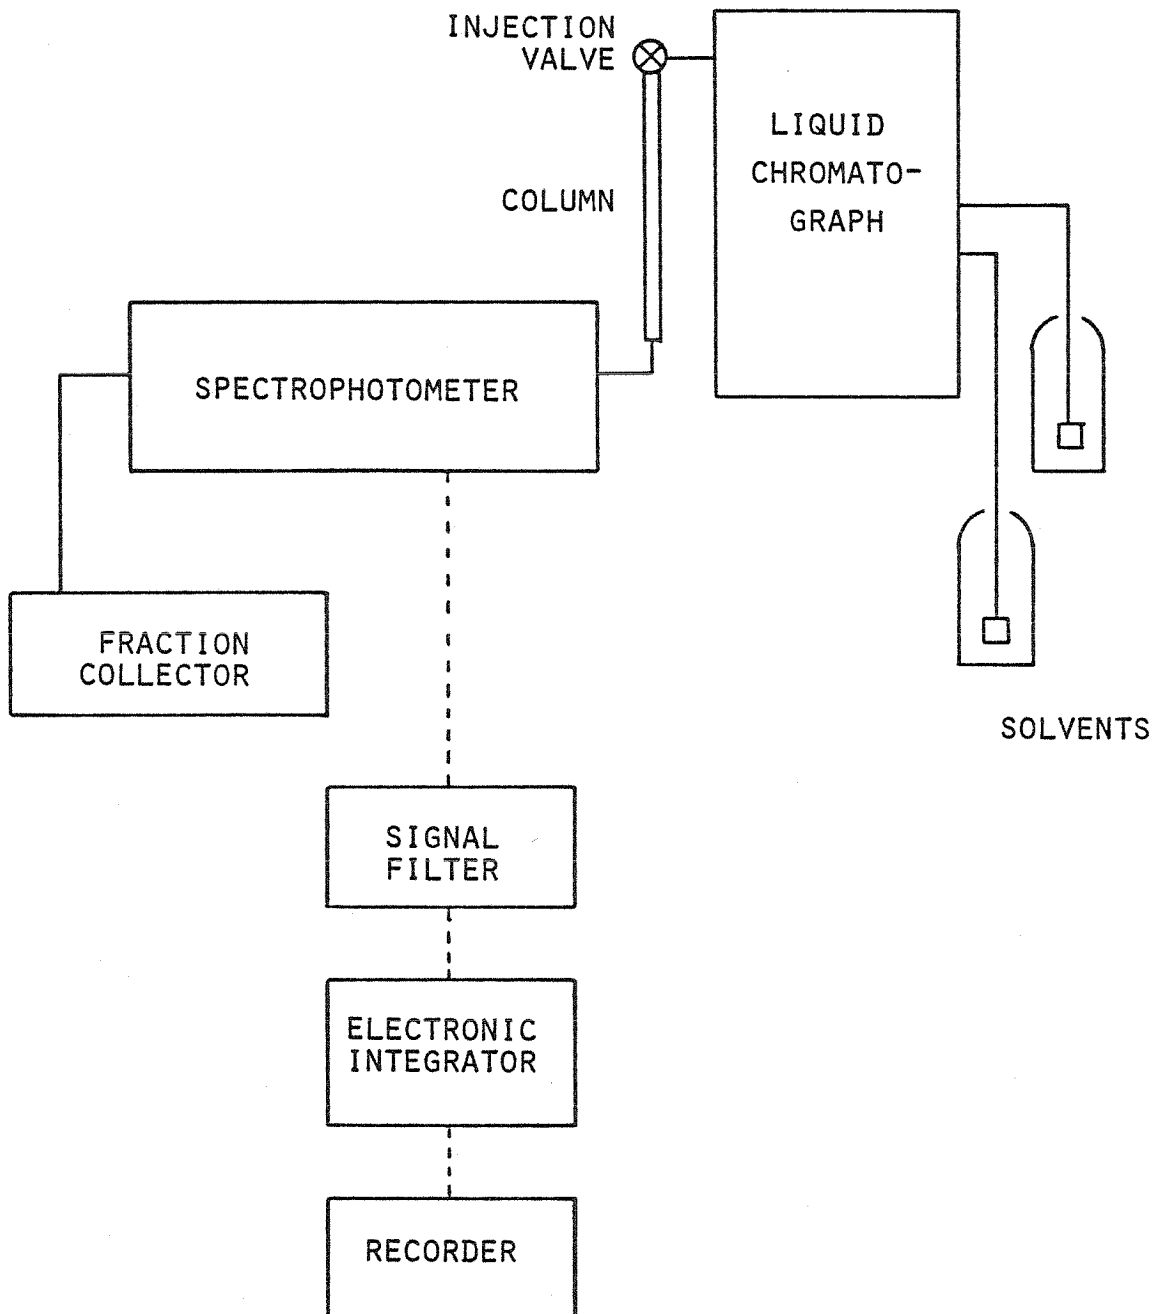 INJECTION
VALVE
LIQUID
CHROMATO-
GRAPH
COLUMN
SPECTROPHOTOMETER
FRACTION
COLLECTOR
SOLVENTS
SIGNAL
FILTER
ELECTRONIC
INTEGRATOR
RECORDER